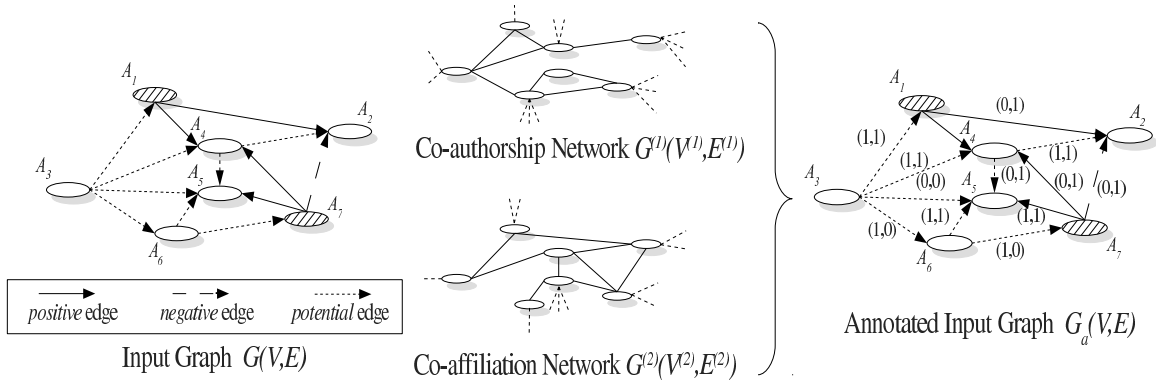 A1
A2
A3
A4
A5
A6
A7
positive edge
negative edge
potential edge
Input Graph G(V,E)
Co-authorship Network G(1)(V(1),E(1))
Co-affiliation Network G(2)(V(2),E(2))
A1
(0,1)
A2
(1,1)
A4
(1,1)
(1,1)
A3
(0,0)
A5
(0,1)
(0,1)
(0,1)
(1,1)
(1,1)
(1,0)
A6
(1,0)
A7
Annotated Input Graph Ga(V,E)